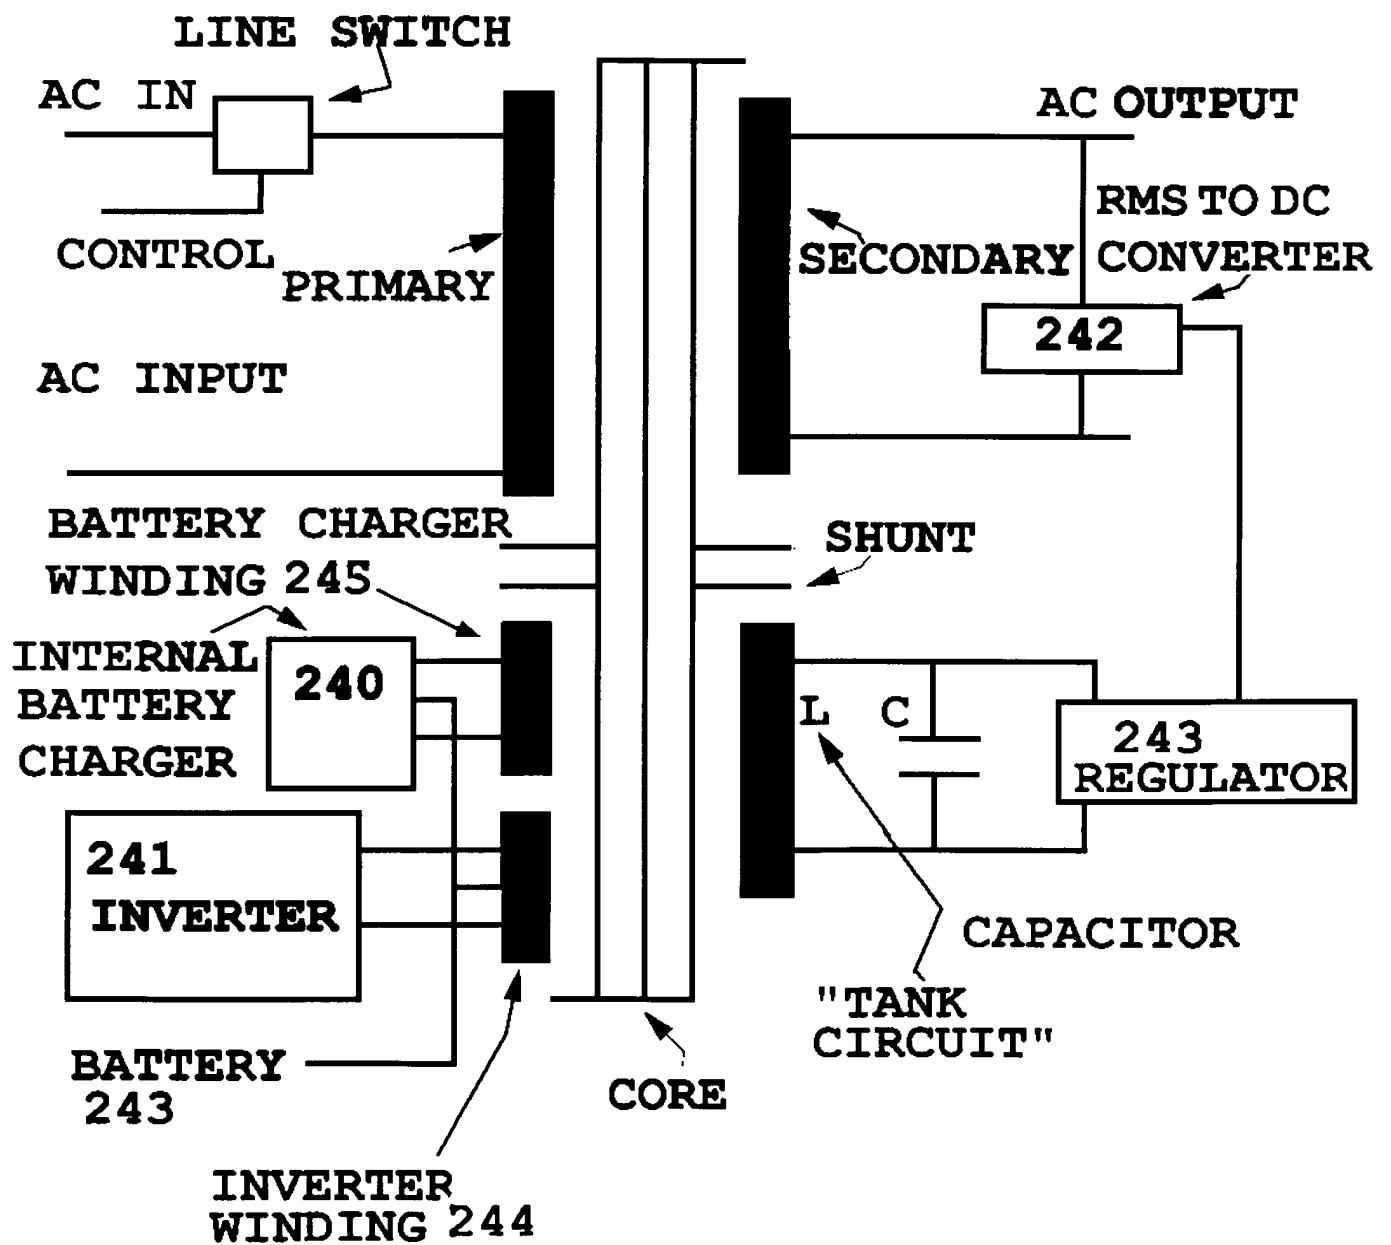 LINE SWITCH
AC IN
CONTROL
PRIMARY
AC INPUT
AC OUTPUT
RMS TO DC
CONVERTER
SECONDARY
242
BATTERY CHARGER
WINDING 245
SHUNT
INTERNAL
BATTERY
CHARGER
240
L C
243
REGULATOR
241
INVERTER
CAPACITOR
"TANK
CIRCUIT"
BATTERY
243
CORE
INVERTER
WINDING 244